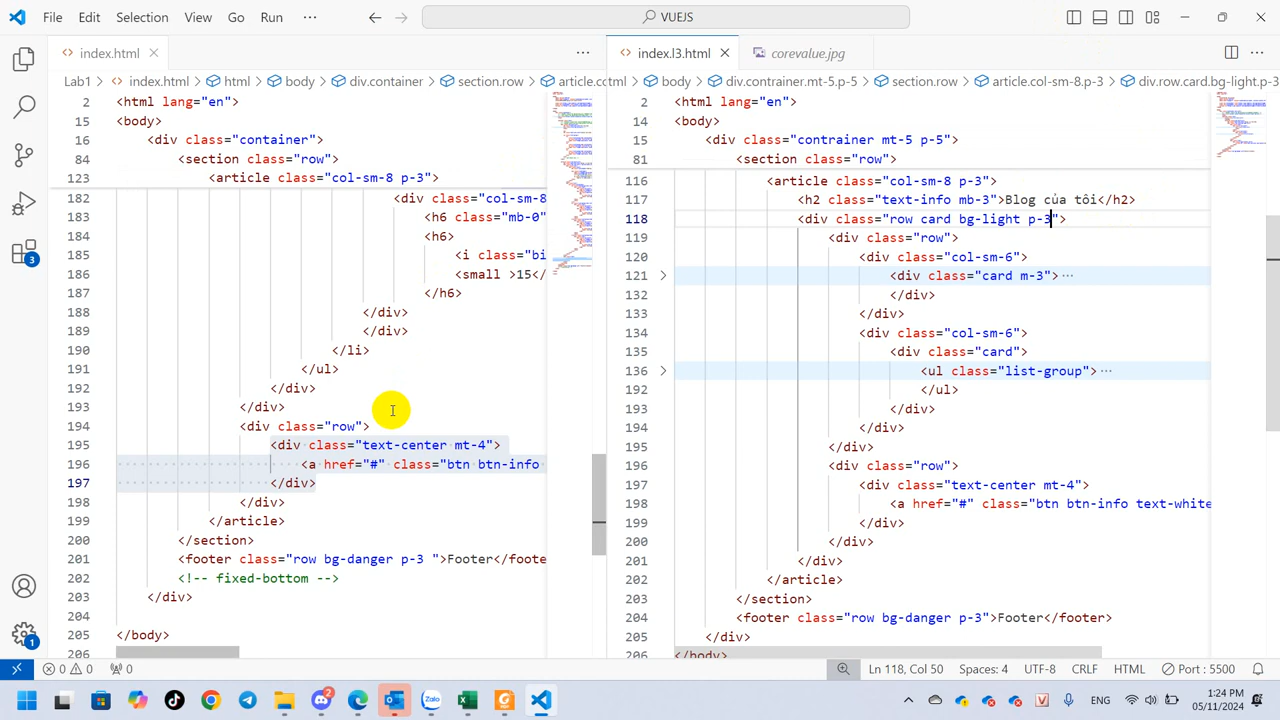 File Edit Selection View Go Run ··· VUEJS
index.html
Lab1 > index.html > html > body > div.container > section.row > article.co
2 <html lang="en">
15 <body>
16 <div class="container"
84 <section class="row">
123 <article class="col-sm-8 p-3">
182 <div class="col-sm-8
183 <h6 class="mb-0"
184 <h6>
185 <i class="bi
186 <small >15</
187 </h6>
188 </div>
189 </div>
190 </li>
191 </ul>
192 </div>
193 </div>
194 <div class="row">
195 <div class="text-center mt-4">
196 <a href="#" class="btn btn-info
197 </div>
198 </div>
199 </article>
200 </section>
201 <footer class="row bg-danger p-3 ">Footer</foote
202 <!-- fixed-bottom -->
203 </div>
204
205 </body>
206
index.l3.html corevalue.jpg
tml > body > div.container.mt-5.p-5 > section.row > article.col-sm-8.p-3 > div.row.card.bg-light.p-
2 <html lang="en">
14 <body>
15 <div class="container mt-5 p-5">
81 <section class="row">
116 <article class="col-sm-8 p-3">
117 <h2 class="text-info mb-3">Blog của tôi</h2>
118 <div class="row card bg-light p-3">
119 <div class="row">
120 <div class="col-sm-6">
121 <div class="card m-3"> ···
132 </div>
133 </div>
134 <div class="col-sm-6">
135 <div class="card">
136 <ul class="list-group"> ···
192 </ul>
193 </div>
194 </div>
195 </div>
196 <div class="row">
197 <div class="text-center mt-4">
198 <a href="#" class="btn btn-info text-white
199 </div>
200 </div>
201 </div>
202 </article>
203 </section>
204 <footer class="row bg-danger p-3">Footer</footer>
205 </div>
206 </body>
0 0 0 Ln 118, Col 50 Spaces: 4 UTF-8 CRLF HTML Port : 5500
ENG 1:24 PM
05/11/2024